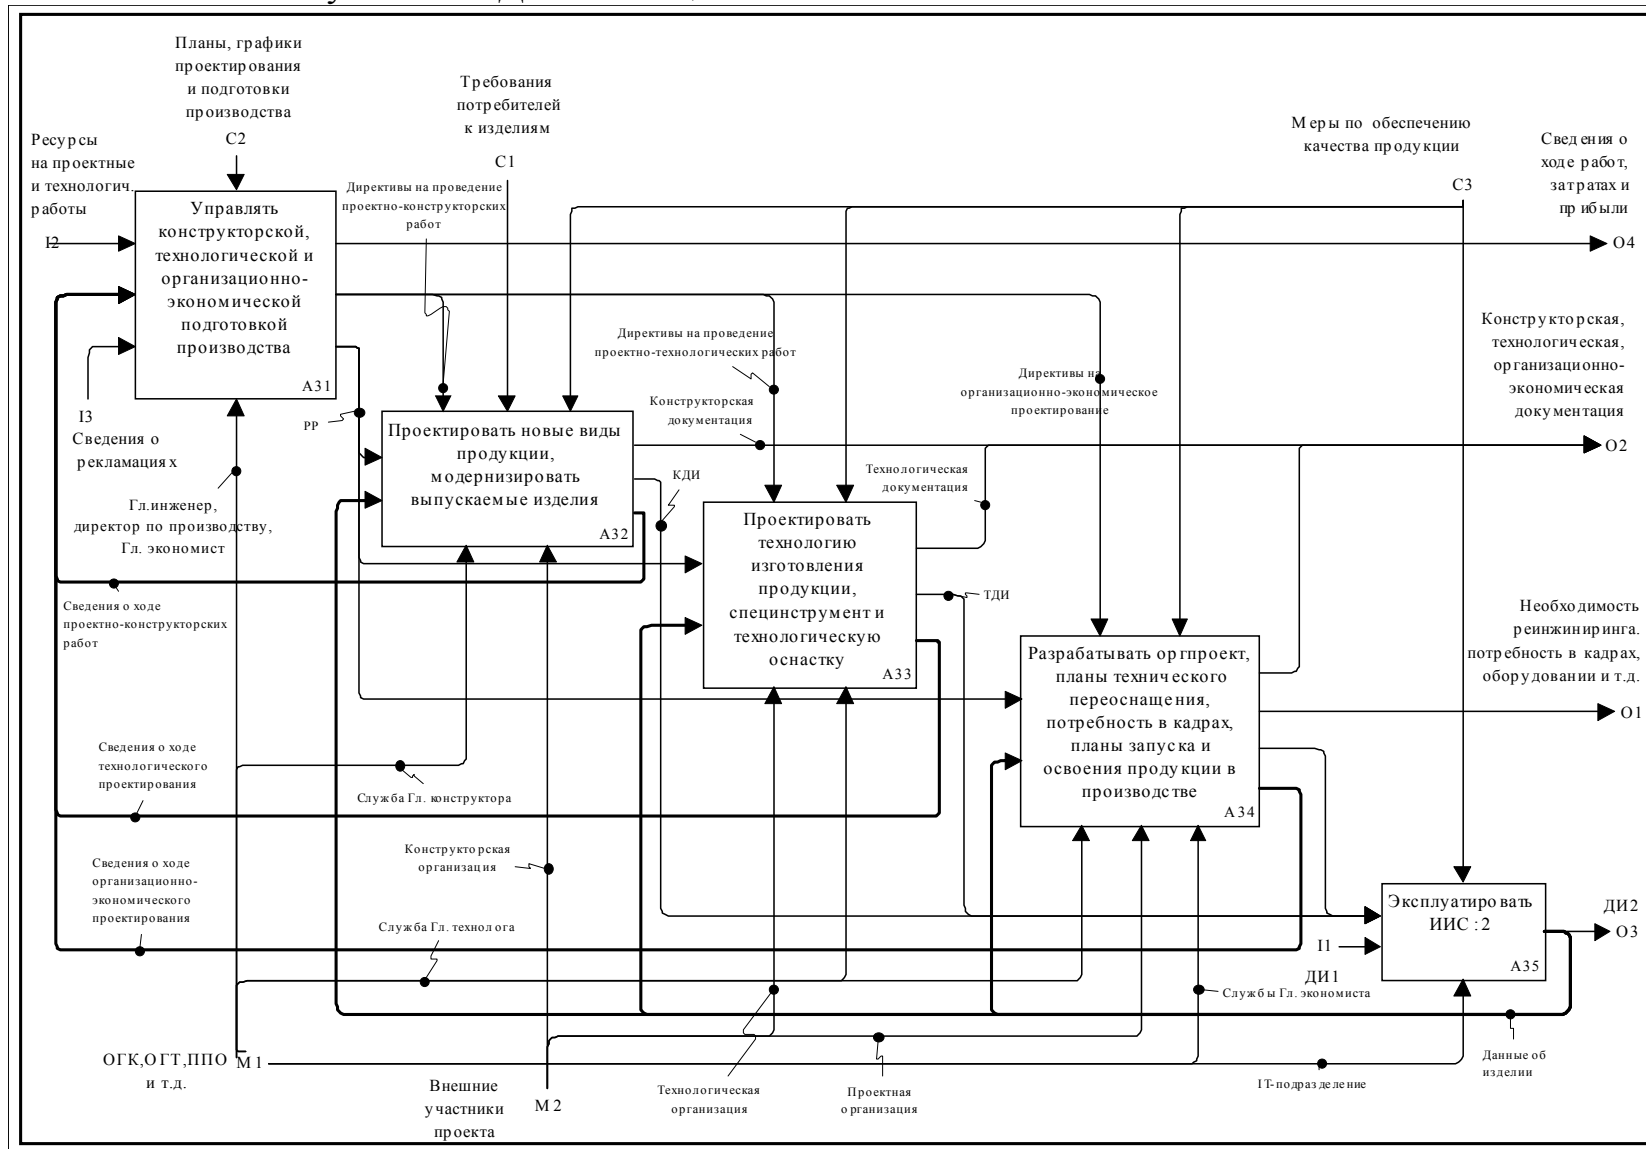 Планы, графики
проектирования
и подготовки
производства
C2
Требования
потребителей
к изделиям
C1
Меры по обеспечению
качества продукции
C3
Сведения о
ходе работ,
затратах и
прибыли
O4
Ресурсы
на проектные
и технологич.
работы
I2
Управлять
конструкторской,
технологической и
организационно-
экономической
подготовкой
производства
A31
Директивы на проведение
проектно-конструкторских
работ
I3
Сведения о
рекламациях
PP
Директивы на проведение
проектно-технологических работ
Директивы на
организационно-экономическое
проектирование
Конструкторская,
технологическая,
организационно-
экономическая
документация
O2
Конструкторская
документация
Проектировать новые виды
продукции,
модернизировать
выпускаемые изделия
A32
КДИ
Технологическая
документация
Гл.инженер,
директор по производству,
Гл. экономист
Проектировать
технологию
изготовления
продукции,
специнструмент и
технологическую
оснастку
A33
ТДИ
Сведения о ходе
проектно-конструкторских
работ
Необходимость
реинжиниринга.
потребность в кадрах,
оборудовании и т.д.
O1
Разрабатывать оргпроект,
планы технического
переоснащения,
потребность в кадрах,
планы запуска и
освоения продукции в
производстве
A34
Сведения о ходе
технологического
проектирования
Служба Гл. конструктора
Конструкторская
организация
Сведения о ходе
организационно-
экономического
проектирования
Служба Гл. технолога
Эксплуатировать
ИИС :2
A35
I1
ДИ1
ДИ2
O3
Службы Гл. экономиста
ОГК,ОГТ,ППО
и т.д.
M1
Внешние
участники
проекта
M2
Технологическая
организация
Проектная
организация
IT-подразделение
Данные об
изделии